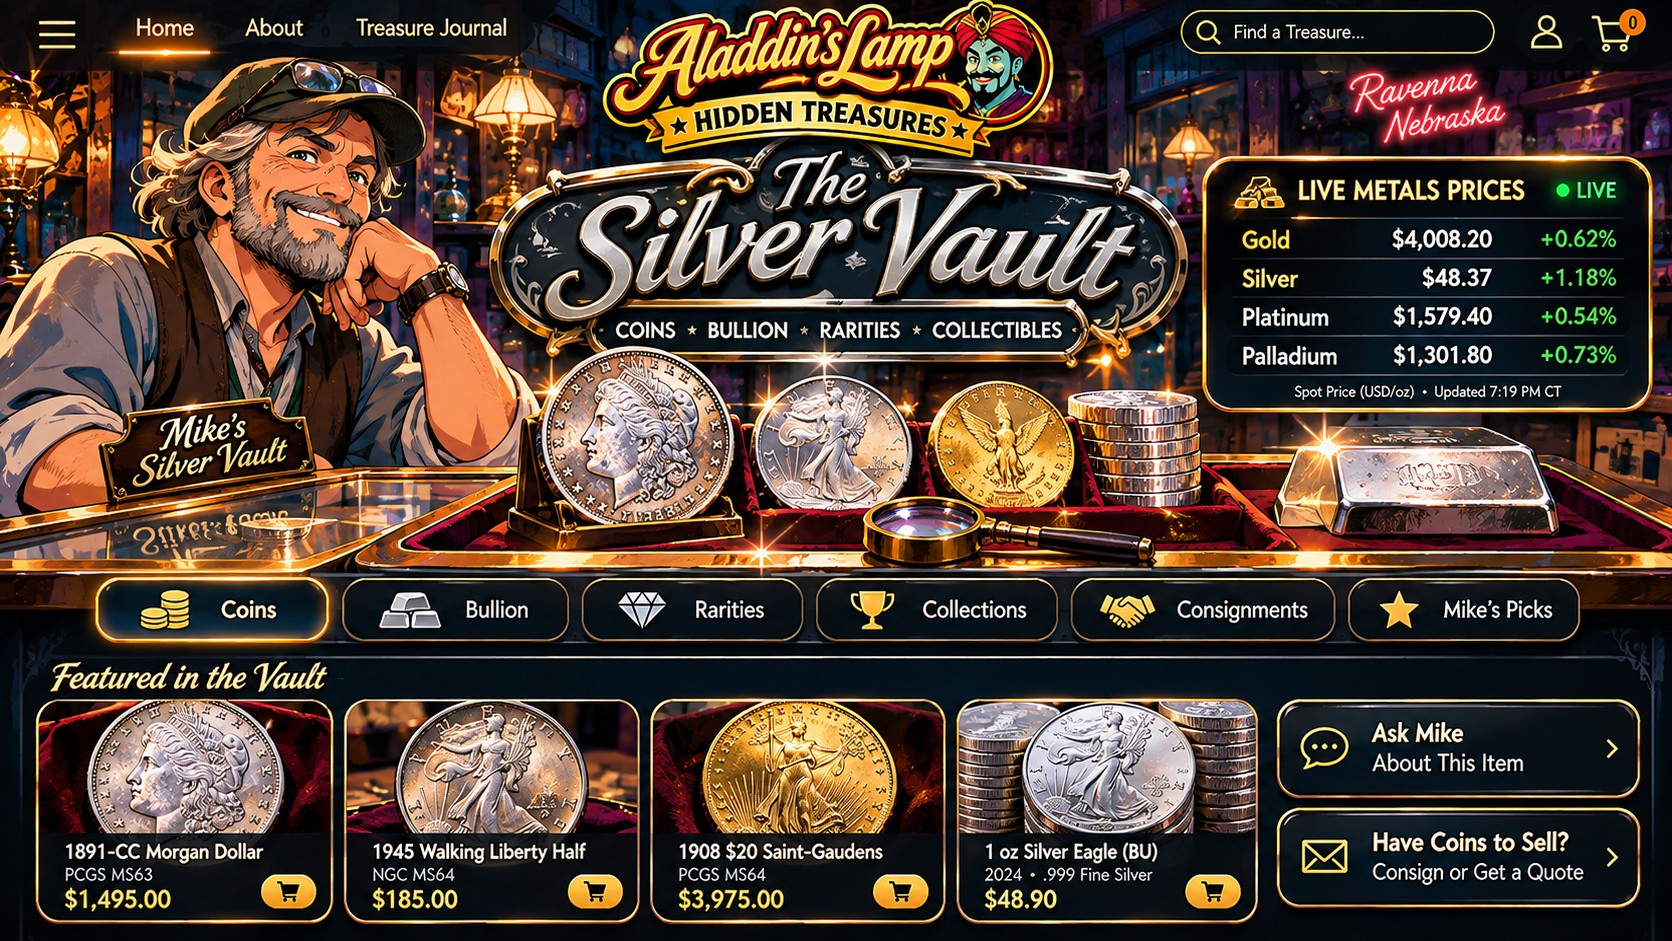 Home
About
Treasure Journal
Aladdin's Lamp
★ HIDDEN TREASURES ★
Find a Treasure...
0
Ravenna
Nebraska
The
Silver Vault
COINS ★ BULLION ★ RARITIES ★ COLLECTIBLES
LIVE METALS PRICES
LIVE
Gold $4,008.20 +0.62%
Silver $48.37 +1.18%
Platinum $1,579.40 +0.54%
Palladium $1,301.80 +0.73%
Spot Price (USD/oz) • Updated 7:19 PM CT
Mike's
Silver Vault
Coins
Bullion
Rarities
Collections
Consignments
Mike's Picks
Featured in the Vault
1891-CC Morgan Dollar
PCGS MS63
$1,495.00
1945 Walking Liberty Half
NGC MS64
$185.00
1908 $20 Saint-Gaudens
PCGS MS64
$3,975.00
1 oz Silver Eagle (BU)
2024 • .999 Fine Silver
$48.90
Ask Mike
About This Item
Have Coins to Sell?
Consign or Get a Quote